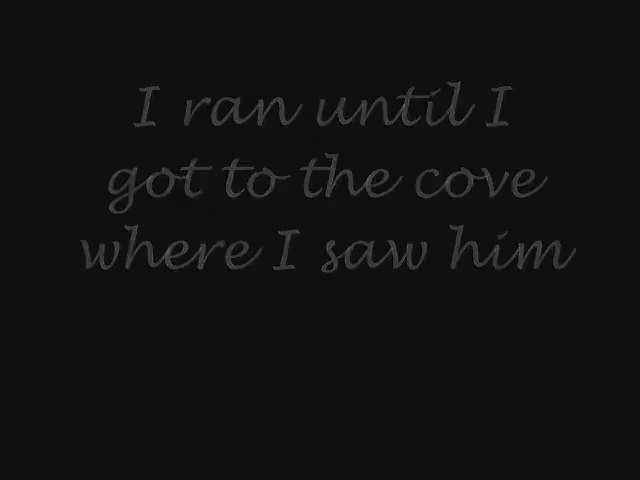 I ran until I
got to the cove
where I saw him